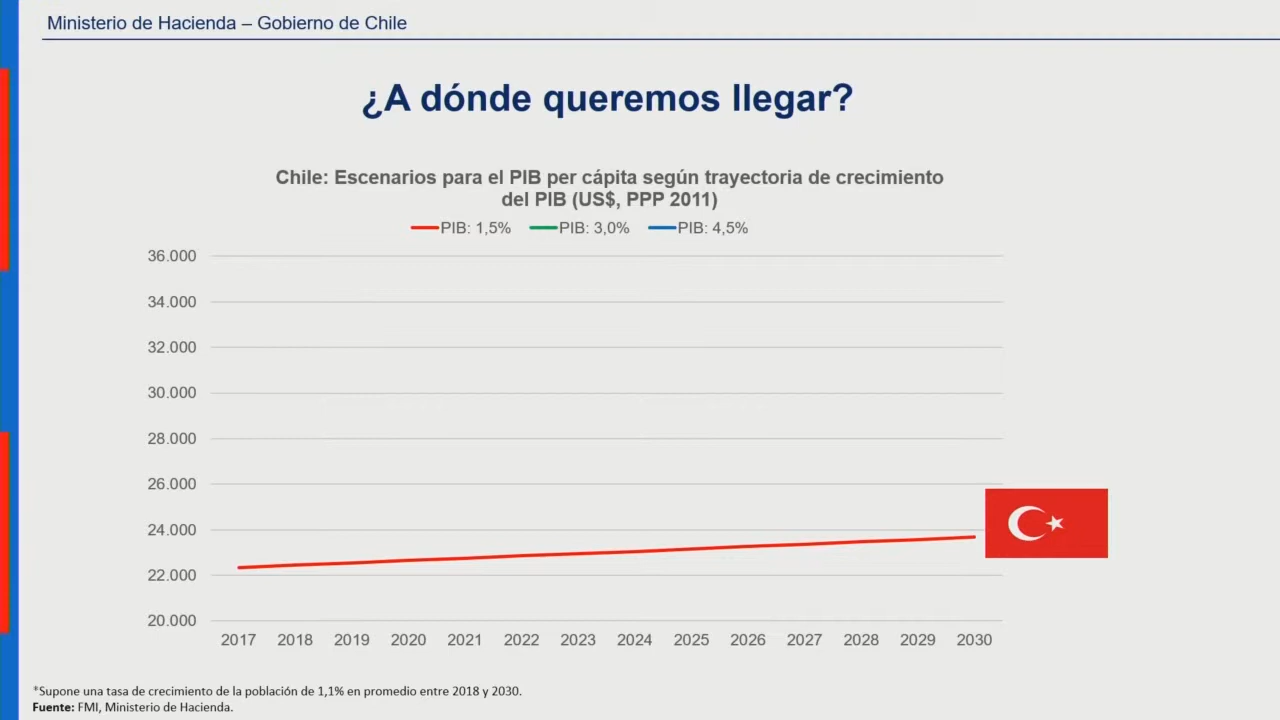 Ministerio de Hacienda – Gobierno de Chile
¿A dónde queremos llegar?
Chile: Escenarios para el PIB per cápita según trayectoria de crecimiento
del PIB (US$, PPP 2011)
PIB: 1,5% PIB: 3,0% PIB: 4,5%
36.000
34.000
32.000
30.000
28.000
26.000
24.000
22.000
20.000
2017 2018 2019 2020 2021 2022 2023 2024 2025 2026 2027 2028 2029 2030
*Supone una tasa de crecimiento de la población de 1,1% en promedio entre 2018 y 2030.
Fuente: FMI, Ministerio de Hacienda.